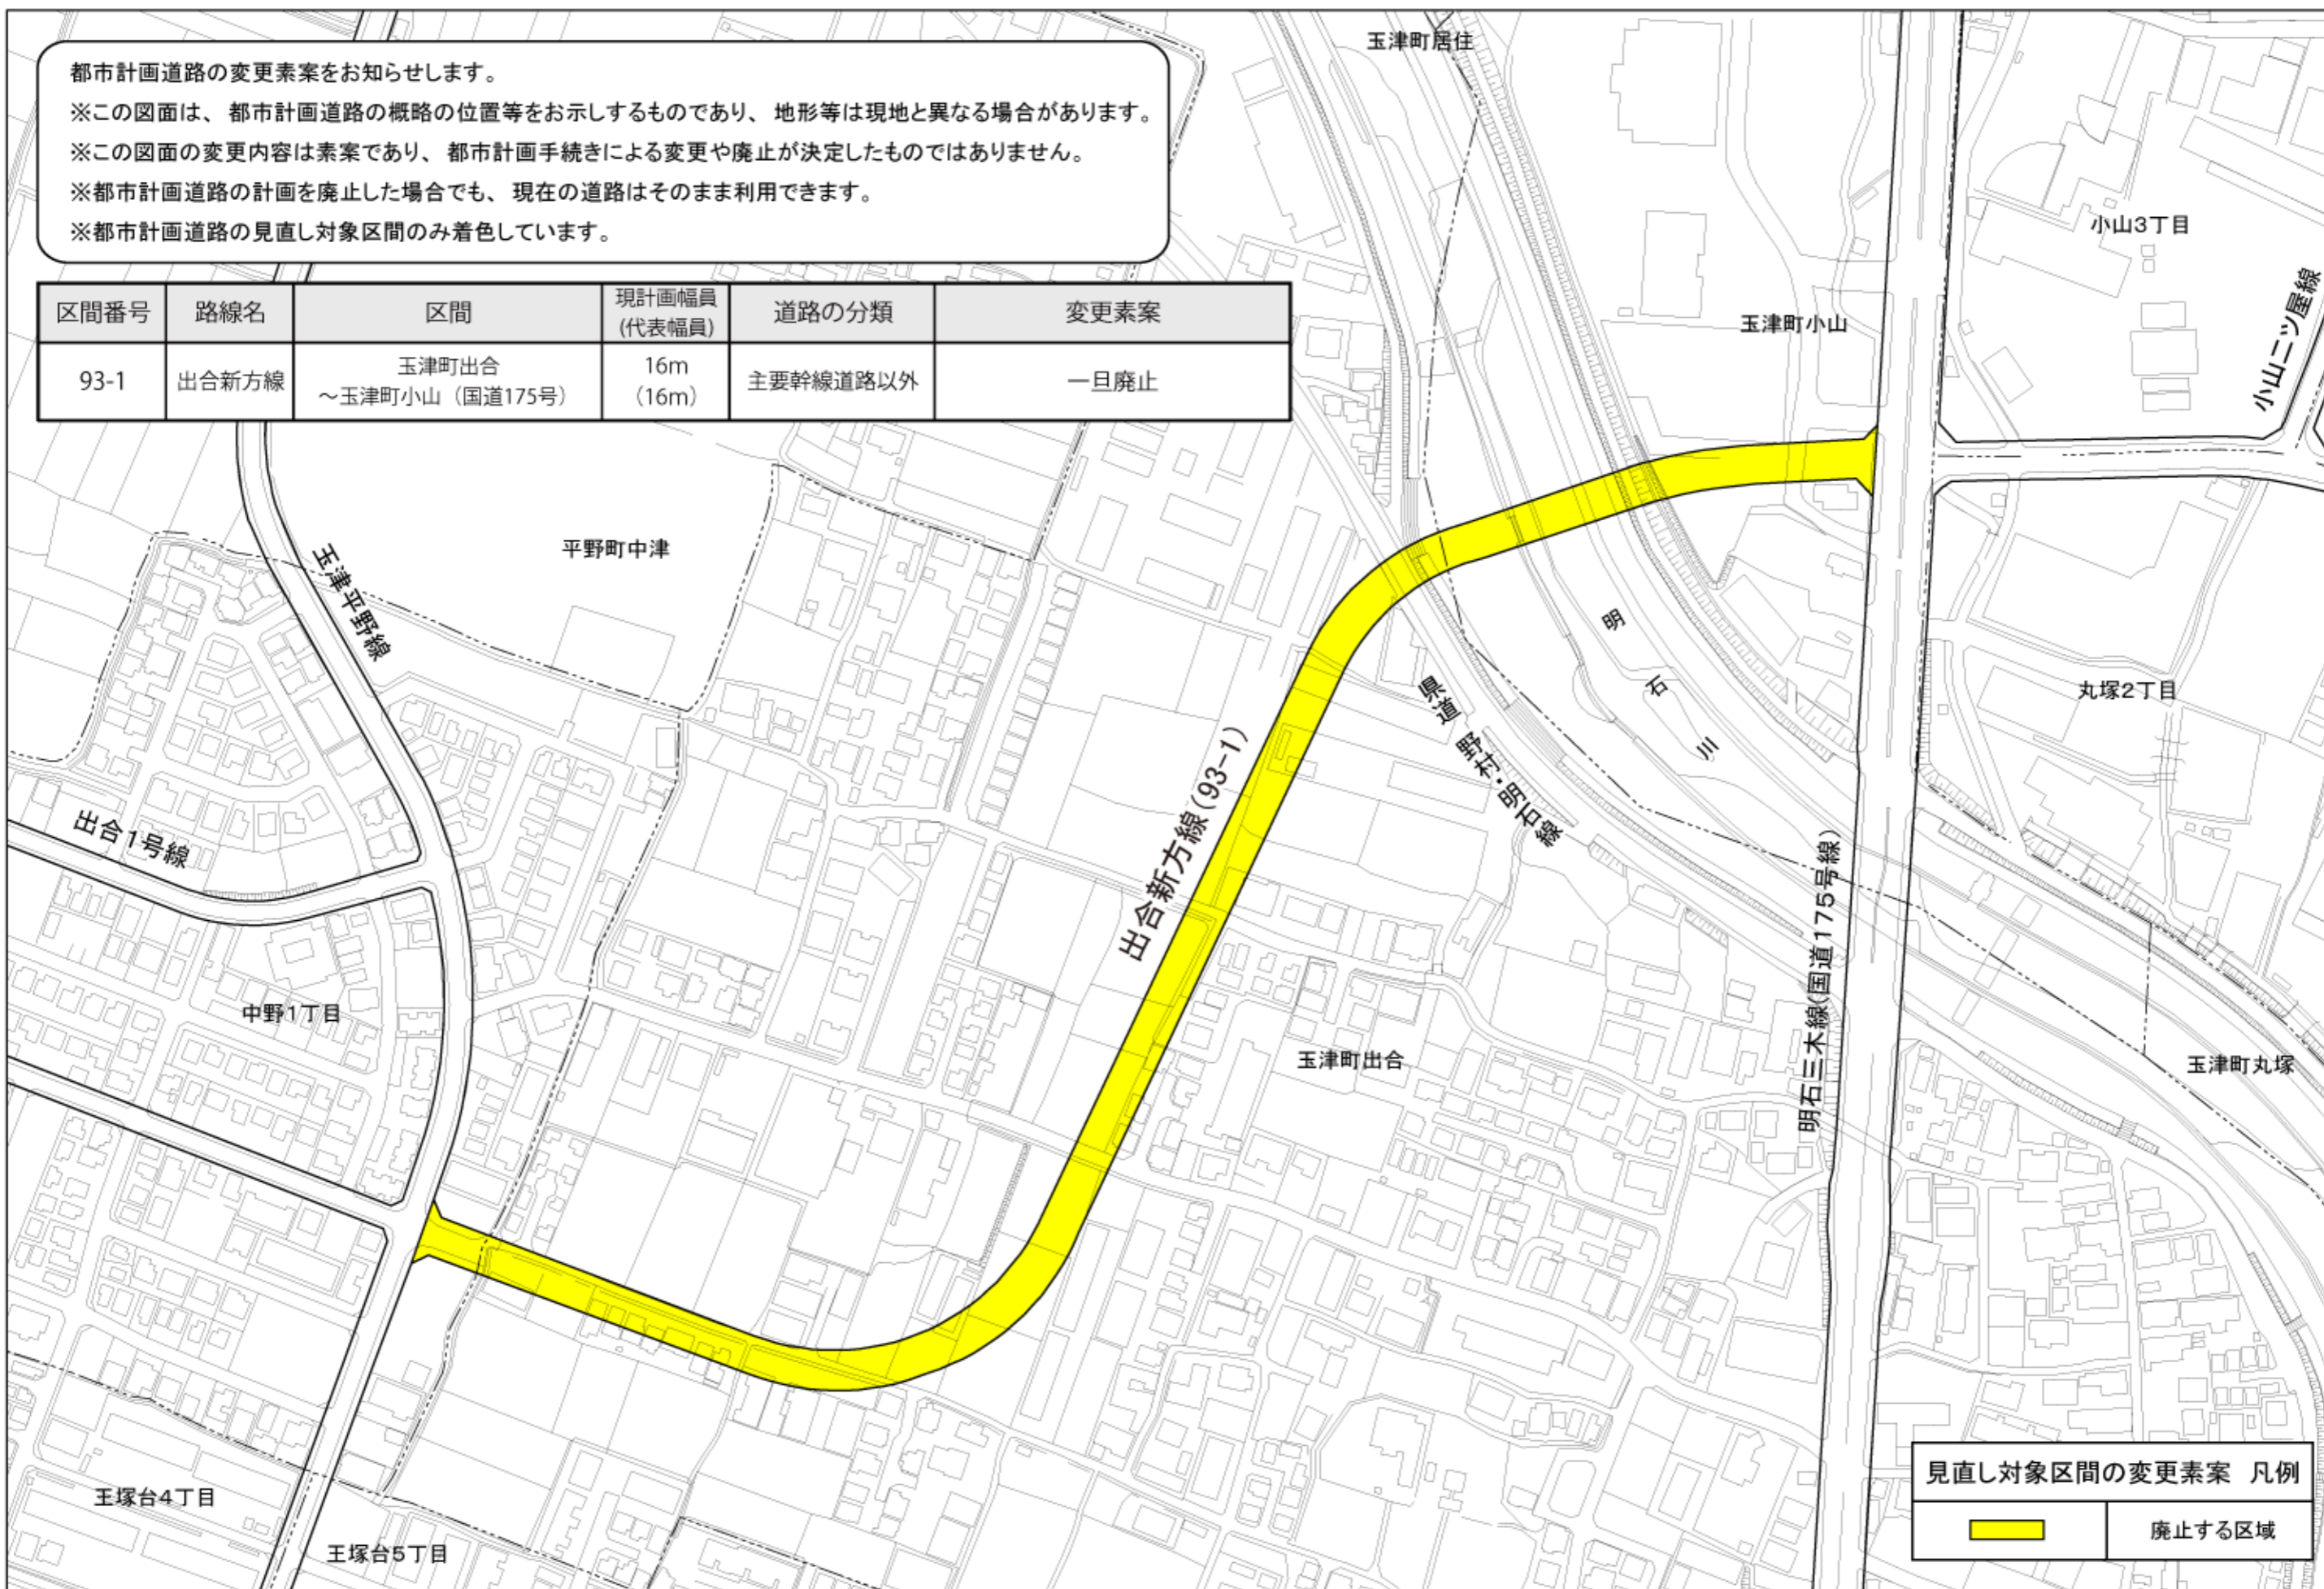 都市計画道路の変更素案をお知らせします。
※この図面は、都市計画道路の概略の位置等をお示しするものであり、地形等は現地と異なる場合があります。
※この図面の変更内容は素案であり、都市計画手続きによる変更や廃止が決定したものではありません。
※都市計画道路の計画を廃止した場合でも、現在の道路はそのまま利用できます。
※都市計画道路の見直し対象区間のみ着色しています。
区間番号 路線名 区間 現計画幅員 (代表幅員) 道路の分類 変更素案
93-1 出合新方線 玉津町出合 ～玉津町小山（国道175号） 16m （16m） 主要幹線道路以外 一旦廃止
玉津町居住
小山3丁目
玉津町小山
小山二ツ屋線
平野町中津
玉津平野線
明石川
丸塚2丁目
県道 野村・明石線
出合新方線(93-1)
出合1号線
明石三木線(国道175号線)
中野1丁目
玉津町出合
玉津町丸塚
王塚台4丁目
王塚台5丁目
見直し対象区間の変更素案 凡例
廃止する区域